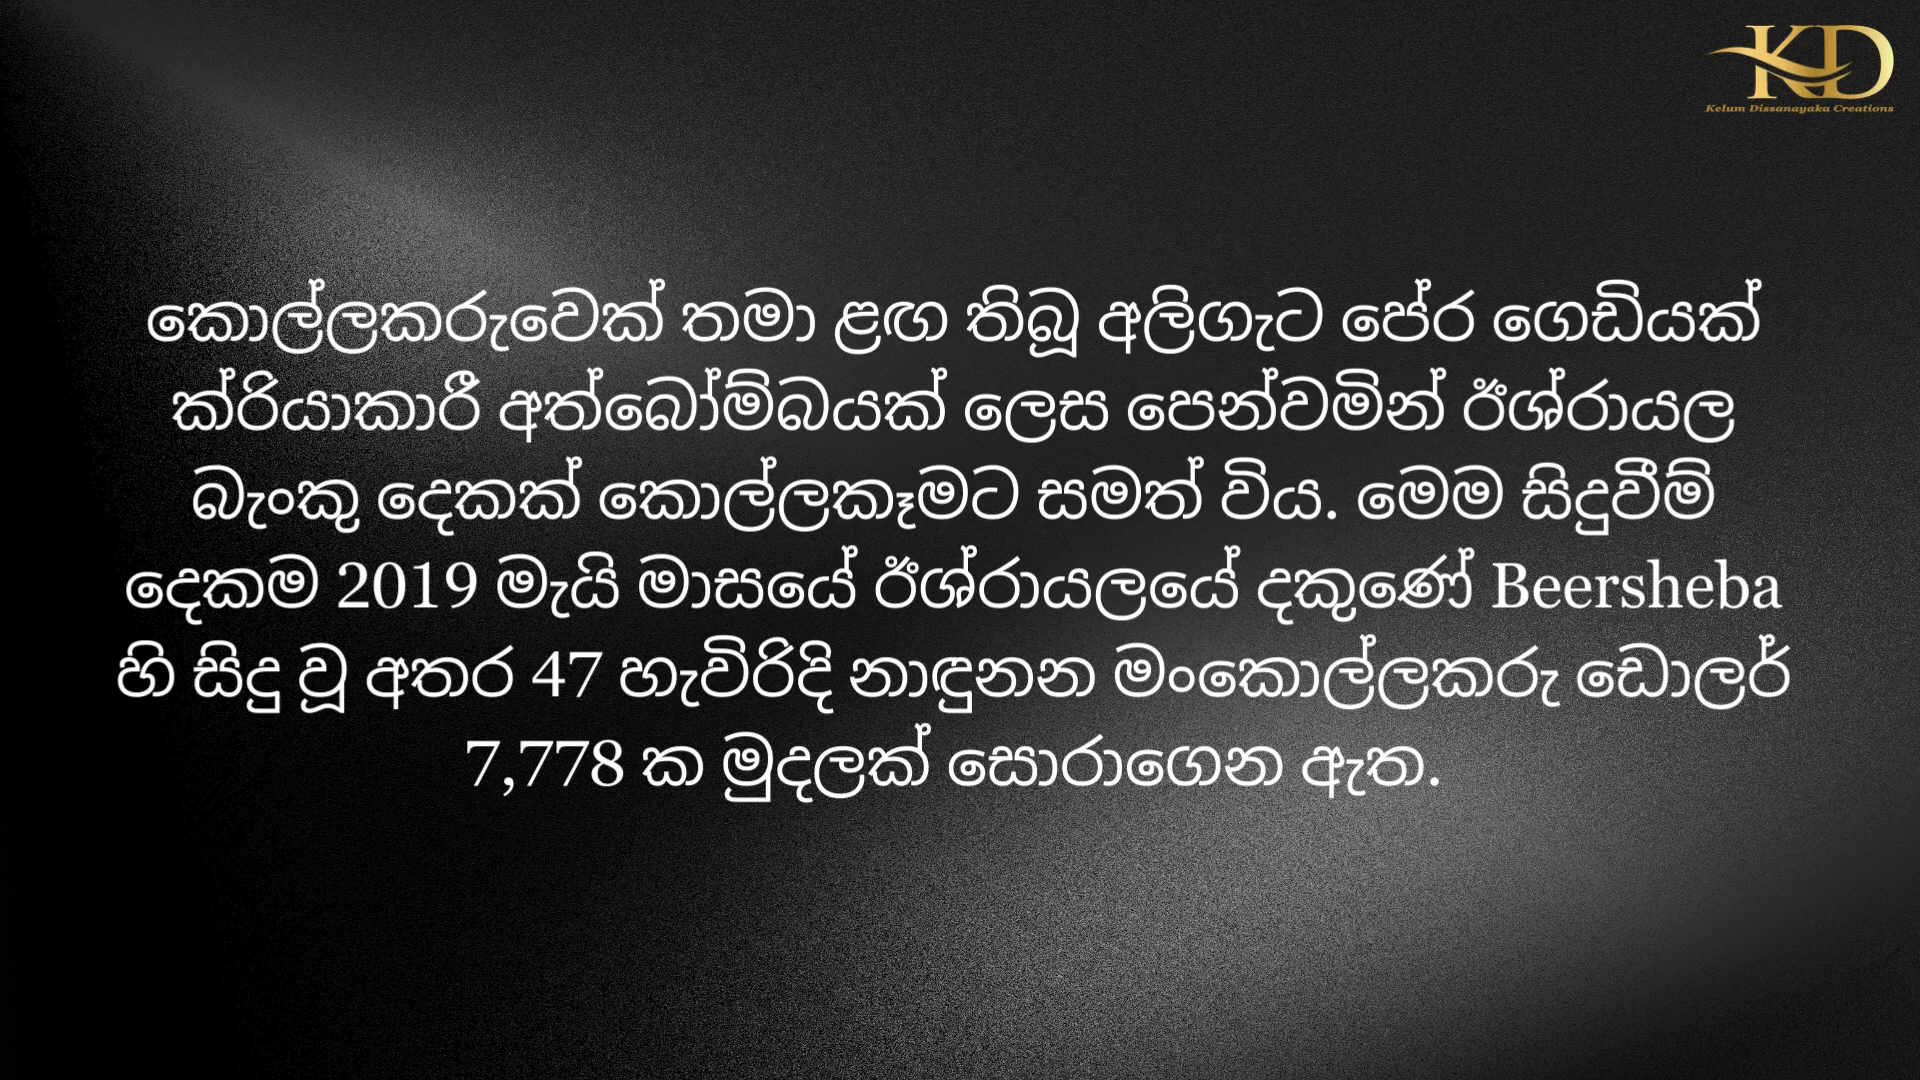 KD
Kelum Dissanayaka Creations
කොල්ලකරුවෙක් තමා ළඟ තිබූ අලිගැට පේර ගෙඩියක්
ක්රියාකාරී අත්බෝම්බයක් ලෙස පෙන්වමින් ඊශ්රායල
බැංකු දෙකක් කොල්ලකෑමට සමත් විය. මෙම සිදුවීම්
දෙකම 2019 මැයි මාසයේ ඊශ්රායලයේ දකුණේ Beersheba
හි සිදු වූ අතර 47 හැවිරිදි නාඳුනන මංකොල්ලකරු ඩොලර්
7,778 ක මුදලක් සොරාගෙන ඇත.